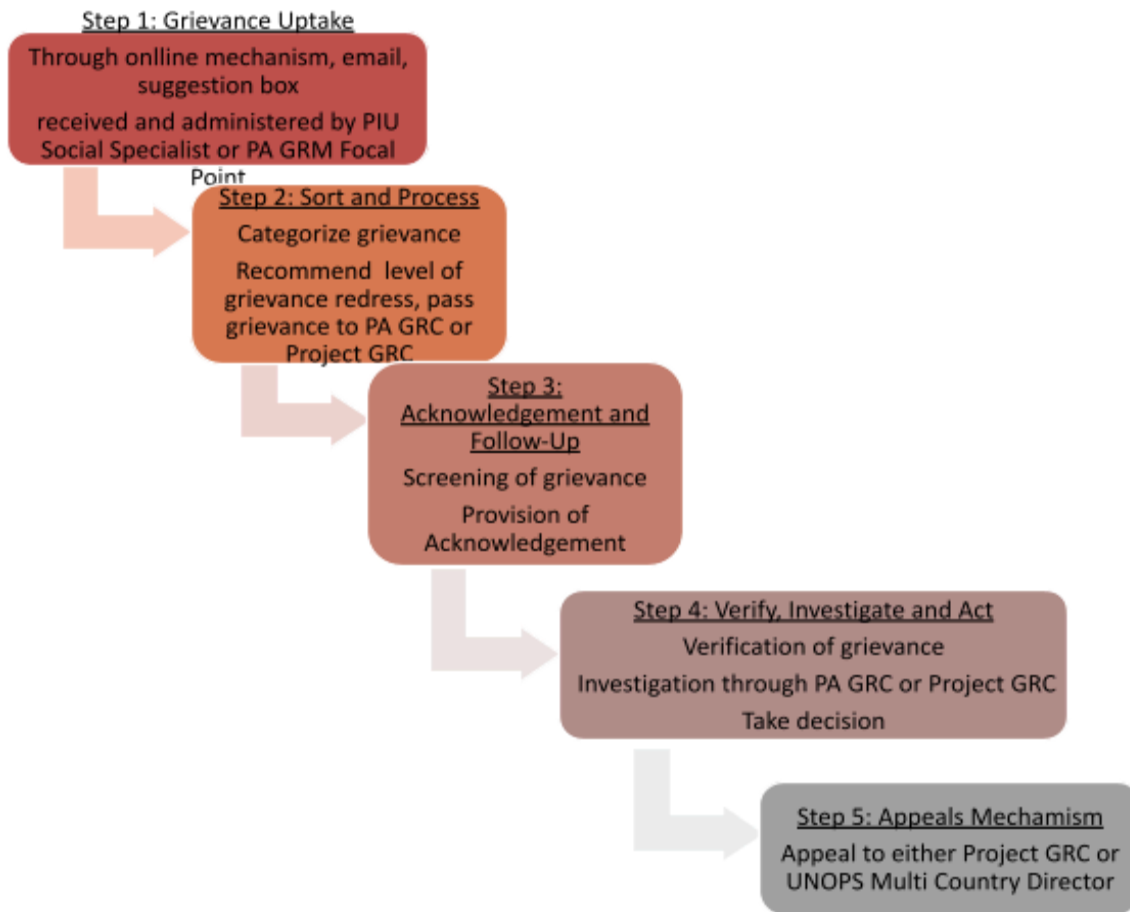 Step 1: Grievance Uptake
Through onlline mechanism, email,
suggestion box
received and administered by PIU
Social Specialist or PA GRM Focal
Point
Step 2: Sort and Process
Categorize grievance
Recommend level of
grievance redress, pass
grievance to PA GRC or
Project GRC
Step 3:
Acknowledgement and
Follow-Up
Screening of grievance
Provision of
Acknowledgement
Step 4: Verify, Investigate and Act
Verification of grievance
Investigation through PA GRC or Project GRC
Take decision
Step 5: Appeals Mechamism
Appeal to either Project GRC or
UNOPS Multi Country Director